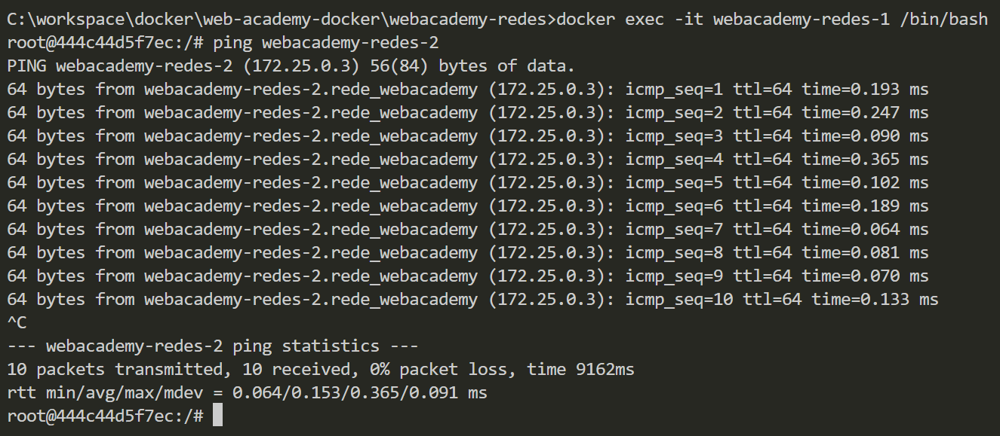 C:\workspace\docker\web-academy-docker\webacademy-redes>docker exec -it webacademy-redes-1 /bin/bash
root@444c44d5f7ec:/# ping webacademy-redes-2
PING webacademy-redes-2 (172.25.0.3) 56(84) bytes of data.
64 bytes from webacademy-redes-2.rede_webacademy (172.25.0.3): icmp_seq=1 ttl=64 time=0.193 ms
64 bytes from webacademy-redes-2.rede_webacademy (172.25.0.3): icmp_seq=2 ttl=64 time=0.247 ms
64 bytes from webacademy-redes-2.rede_webacademy (172.25.0.3): icmp_seq=3 ttl=64 time=0.090 ms
64 bytes from webacademy-redes-2.rede_webacademy (172.25.0.3): icmp_seq=4 ttl=64 time=0.365 ms
64 bytes from webacademy-redes-2.rede_webacademy (172.25.0.3): icmp_seq=5 ttl=64 time=0.102 ms
64 bytes from webacademy-redes-2.rede_webacademy (172.25.0.3): icmp_seq=6 ttl=64 time=0.189 ms
64 bytes from webacademy-redes-2.rede_webacademy (172.25.0.3): icmp_seq=7 ttl=64 time=0.064 ms
64 bytes from webacademy-redes-2.rede_webacademy (172.25.0.3): icmp_seq=8 ttl=64 time=0.081 ms
64 bytes from webacademy-redes-2.rede_webacademy (172.25.0.3): icmp_seq=9 ttl=64 time=0.070 ms
64 bytes from webacademy-redes-2.rede_webacademy (172.25.0.3): icmp_seq=10 ttl=64 time=0.133 ms
^C
--- webacademy-redes-2 ping statistics ---
10 packets transmitted, 10 received, 0% packet loss, time 9162ms
rtt min/avg/max/mdev = 0.064/0.153/0.365/0.091 ms
root@444c44d5f7ec:/#